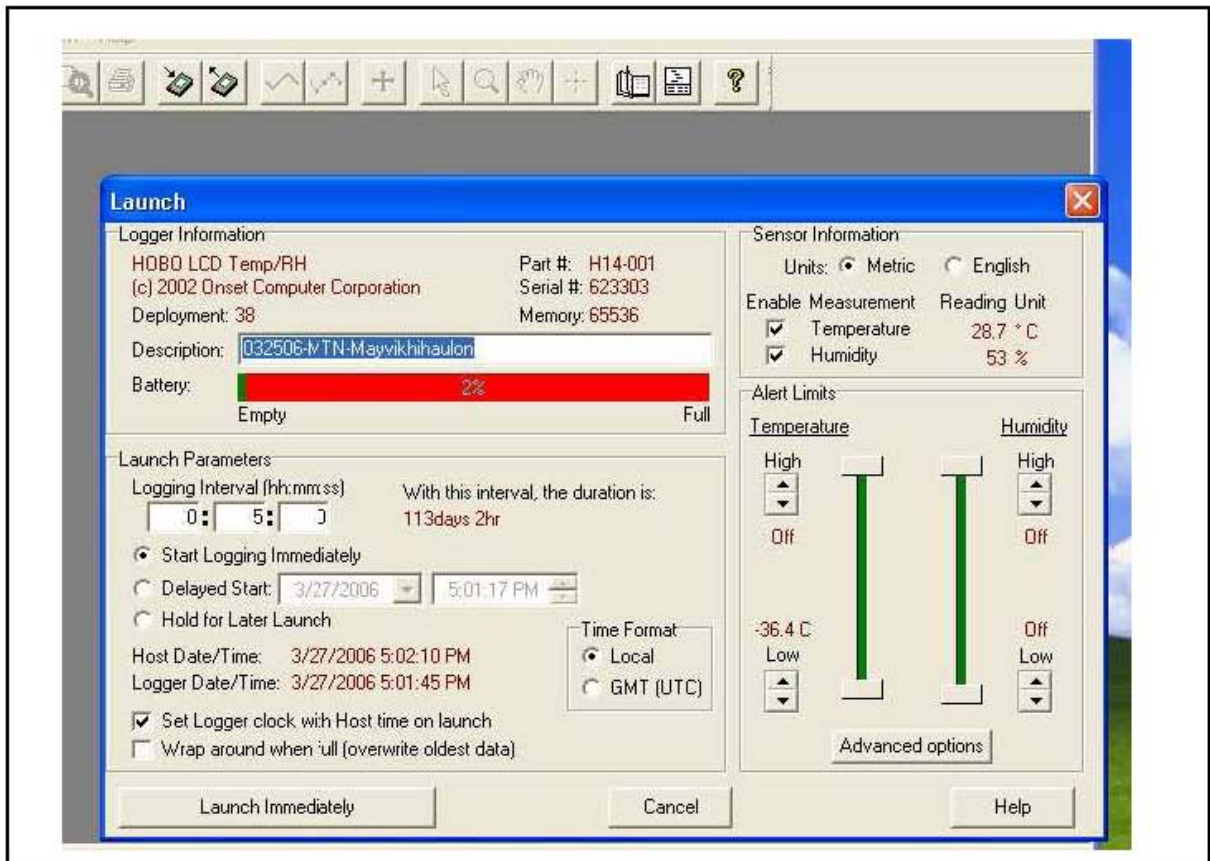 Help
Launch
Logger Information
HOBO LCD Temp/RH
Part #: H14-001
(c) 2002 Onset Computer Corporation
Serial #: 623303
Deployment: 38
Memory: 65536
Description: 032506-MTN-Mayvikhihaulon
Battery: 2%
Empty Full
Launch Parameters
Logging Interval (hh:mm:ss)
0: 5: 0
With this interval, the duration is:
113days 2hr
Start Logging Immediately
Delayed Start: 3/27/2006 5:01:17 PM
Hold for Later Launch
Host Date/Time: 3/27/2006 5:02:10 PM
Logger Date/Time: 3/27/2006 5:01:45 PM
Time Format
Local
GMT (UTC)
Set Logger clock with Host time on launch
Wrap around when full (overwrite oldest data)
Sensor Information
Units: Metric English
Enable Measurement Reading Unit
Temperature 28.7 °C
Humidity 53 %
Alert Limits
Temperature Humidity
High High
Off Off
-36.4 C Off
Low Low
Advanced options
Launch Immediately Cancel Help